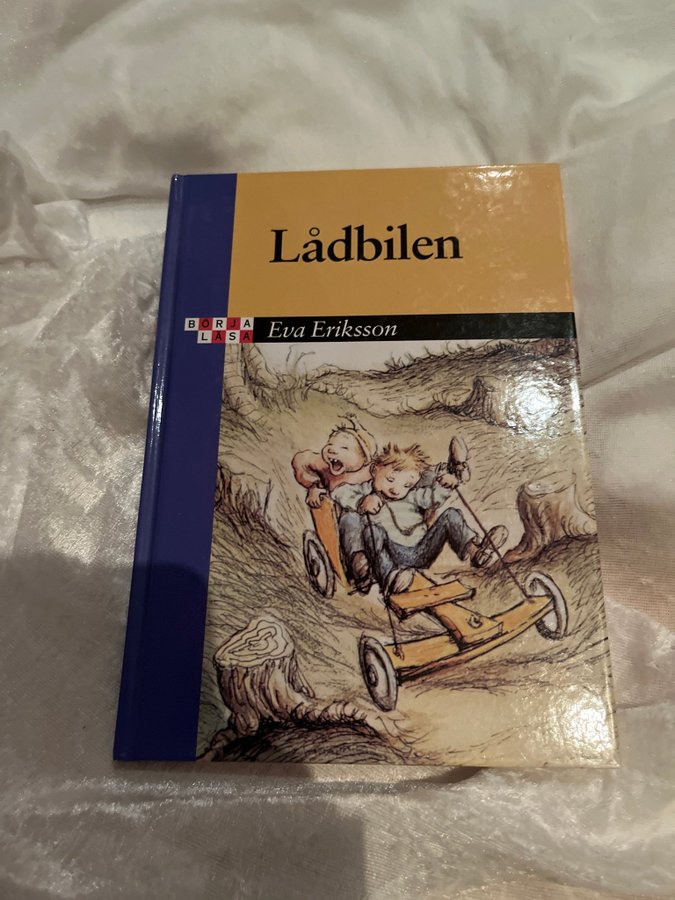 Lådbilen
BÖRJA
LÄSA
Eva Eriksson